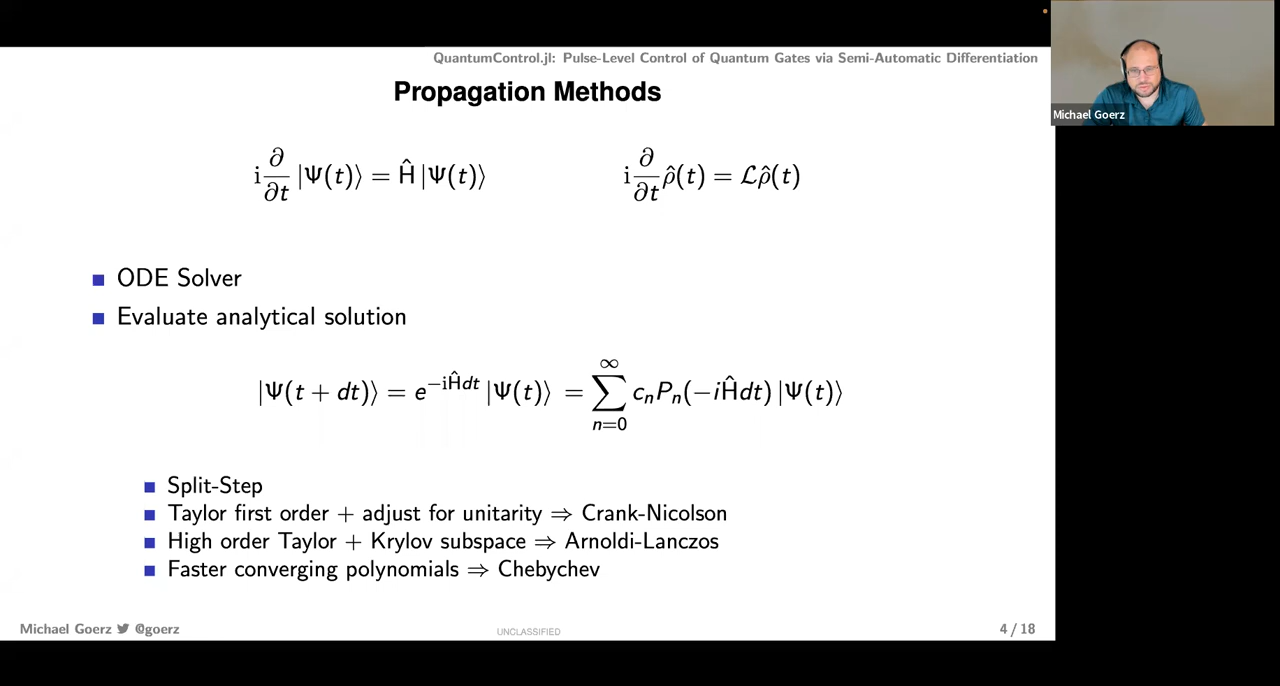 QuantumControl.jl: Pulse-Level Control of Quantum Gates via Semi-Automatic Differentiation
Michael Goerz
Propagation Methods
i ∂/∂t |Ψ(t)⟩ = Ĥ |Ψ(t)⟩
i ∂/∂t ρ̂(t) = ℒρ̂(t)
ODE Solver
Evaluate analytical solution
|Ψ(t + dt)⟩ = e^{−iĤdt} |Ψ(t)⟩ = ∑_{n=0}^{∞} c_n P_n(−iĤdt) |Ψ(t)⟩
Split-Step
Taylor first order + adjust for unitarity ⇒ Crank-Nicolson
High order Taylor + Krylov subspace ⇒ Arnoldi-Lanczos
Faster converging polynomials ⇒ Chebychev
Michael Goerz @goerz
UNCLASSIFIED
4 / 18